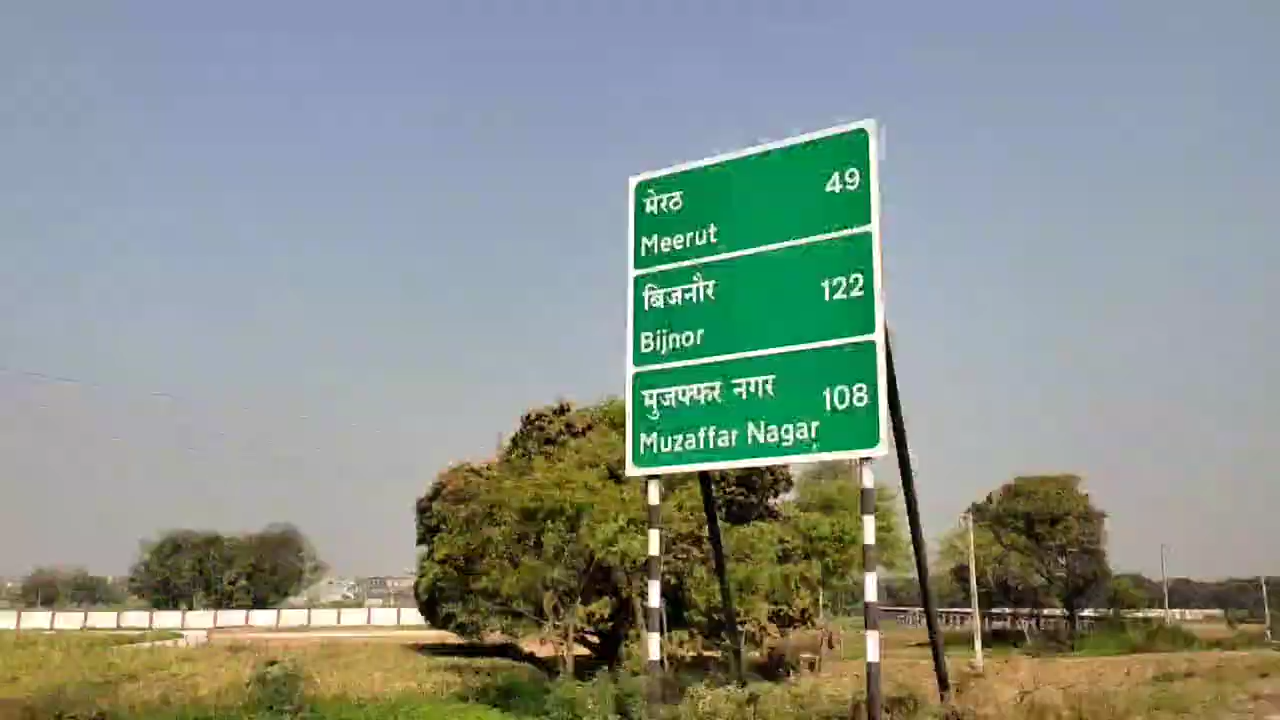 मेरठ
49
Meerut
बिजनौर
122
Bijnor
मुजफ्फर नगर
108
Muzaffar Nagar